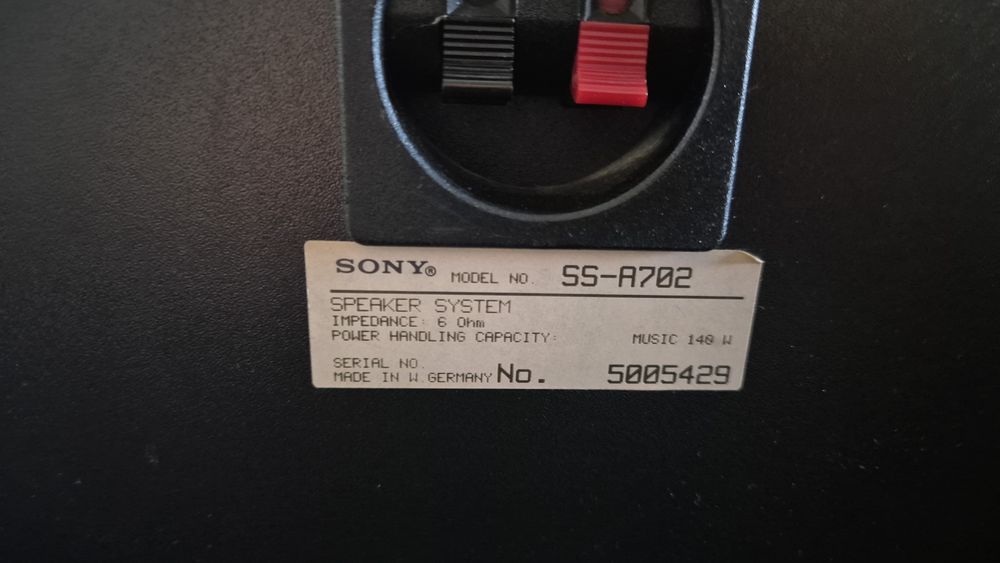 SONY® MODEL NO. SS-A702
SPEAKER SYSTEM
IMPEDANCE: 6 Ohm
POWER HANDLING CAPACITY: MUSIC 140 W
SERIAL NO.
MADE IN W.GERMANY No. 5005429